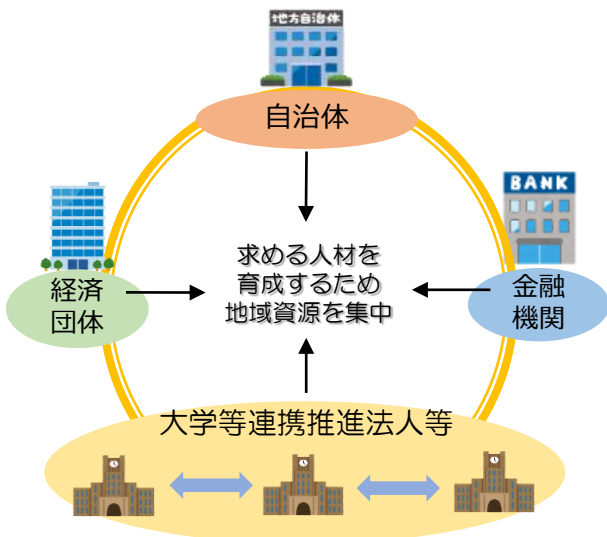 地方自治体
自治体
BANK
求める人材を
育成するため
地域資源を集中
経済
団体
金融
機関
大学等連携推進法人等